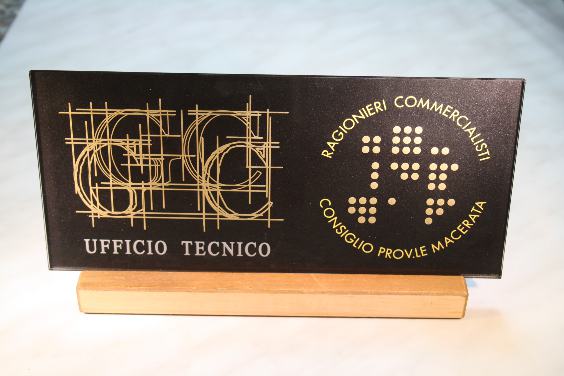 UFFICIO TECNICO
RAGIONIERI COMMERCIALISTI
CONSIGLIO PROV.LE MACERATA